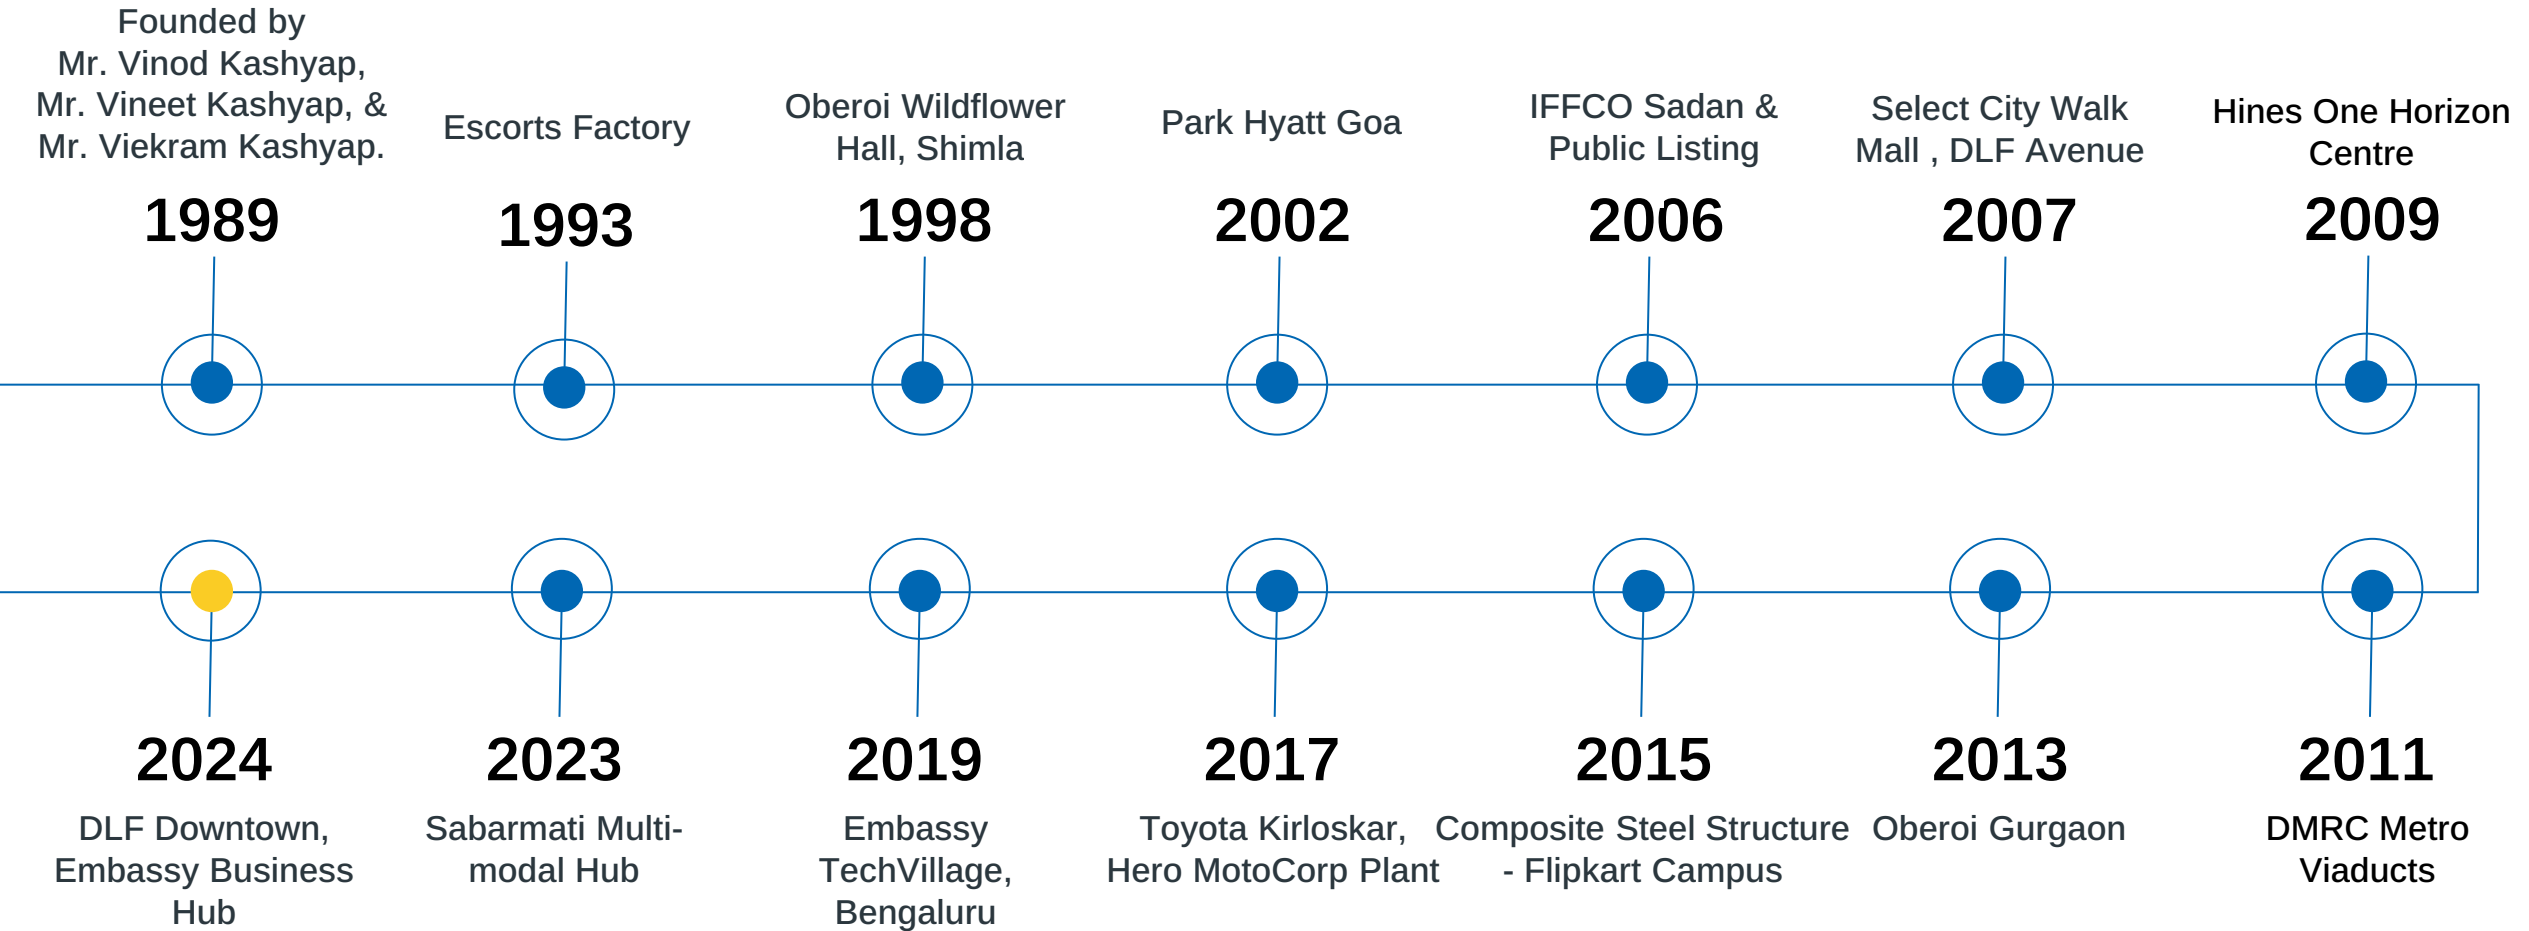 Founded by
Mr. Vinod Kashyap,
Mr. Vineet Kashyap, &
Mr. Viekram Kashyap.
1989
Escorts Factory
1993
Oberoi Wildflower
Hall, Shimla
1998
Park Hyatt Goa
2002
IFFCO Sadan &
Public Listing
2006
Select City Walk
Mall , DLF Avenue
2007
Hines One Horizon
Centre
2009
2024
DLF Downtown,
Embassy Business
Hub
2023
Sabarmati Multi-
modal Hub
2019
Embassy
TechVillage,
Bengaluru
2017
Toyota Kirloskar,
Hero MotoCorp Plant
2015
Composite Steel Structure
- Flipkart Campus
2013
Oberoi Gurgaon
2011
DMRC Metro
Viaducts